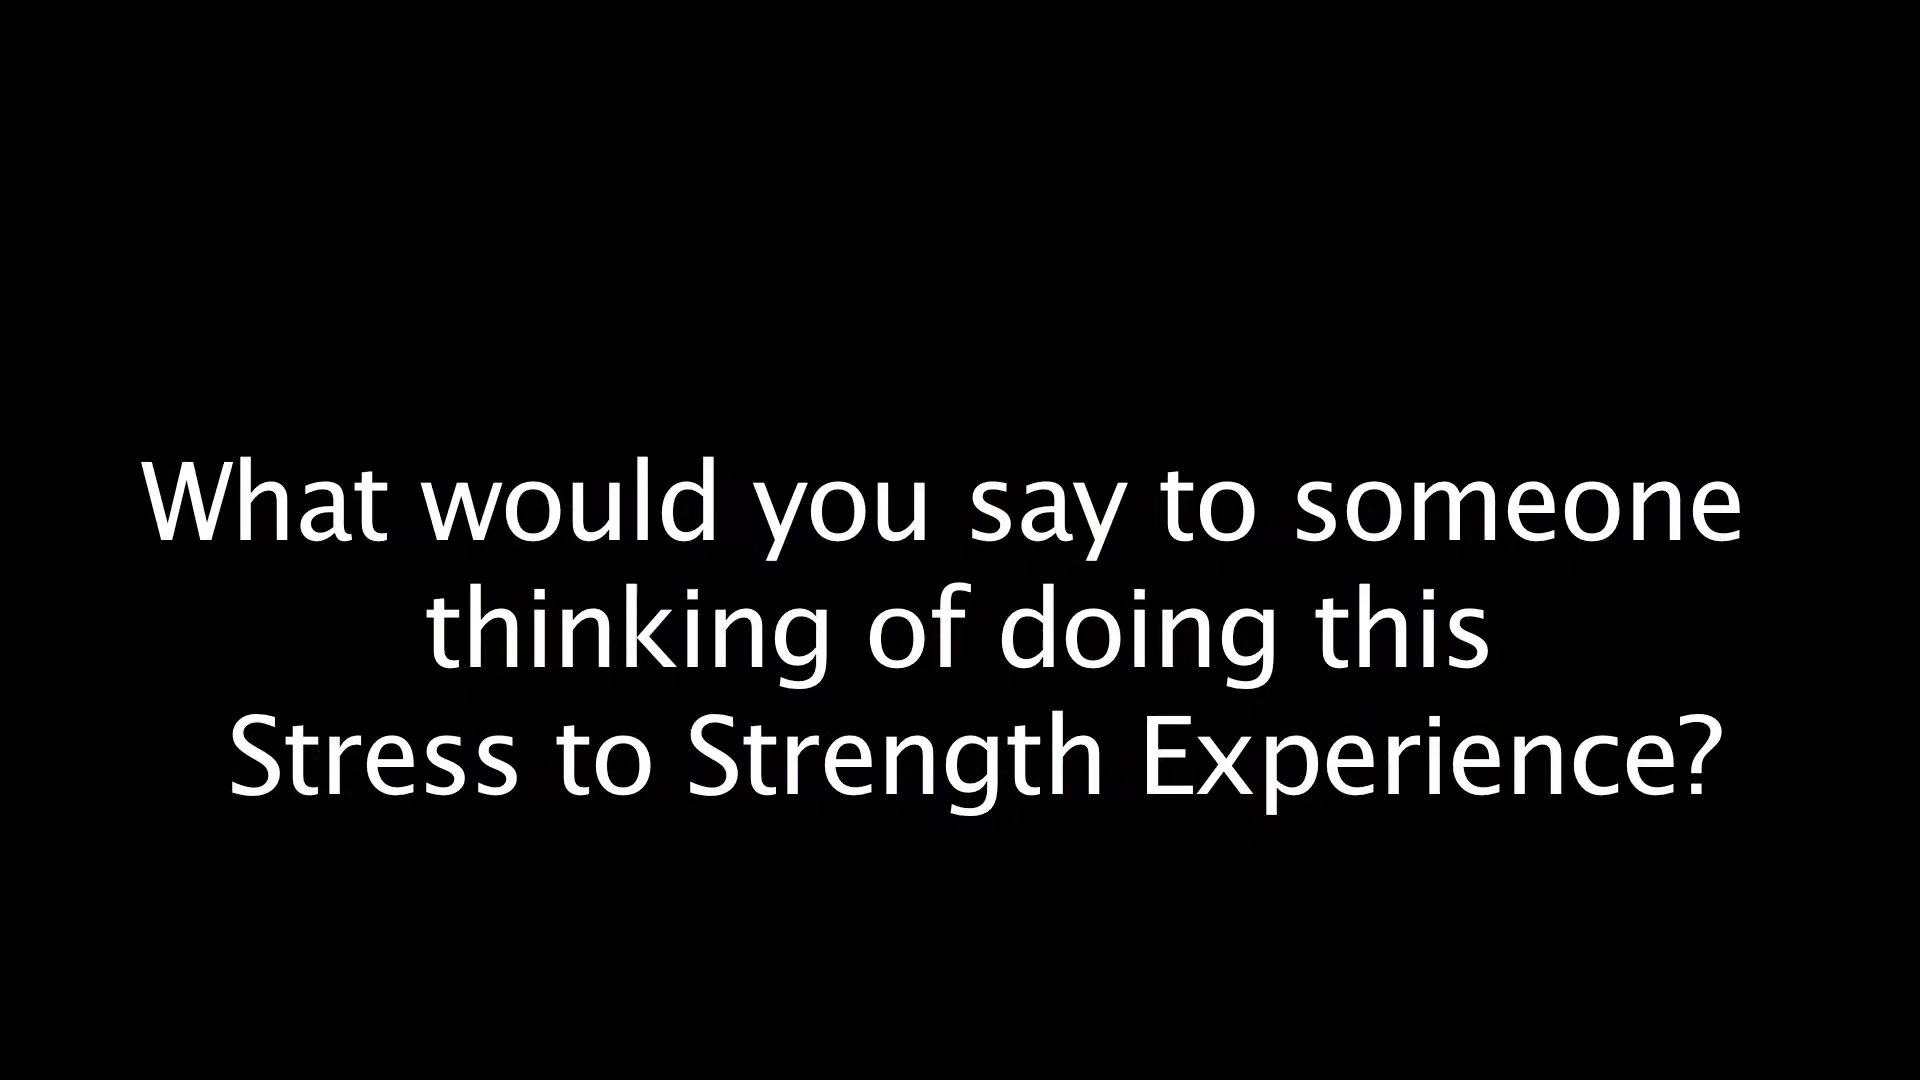 What would you say to someone
thinking of doing this
Stress to Strength Experience?